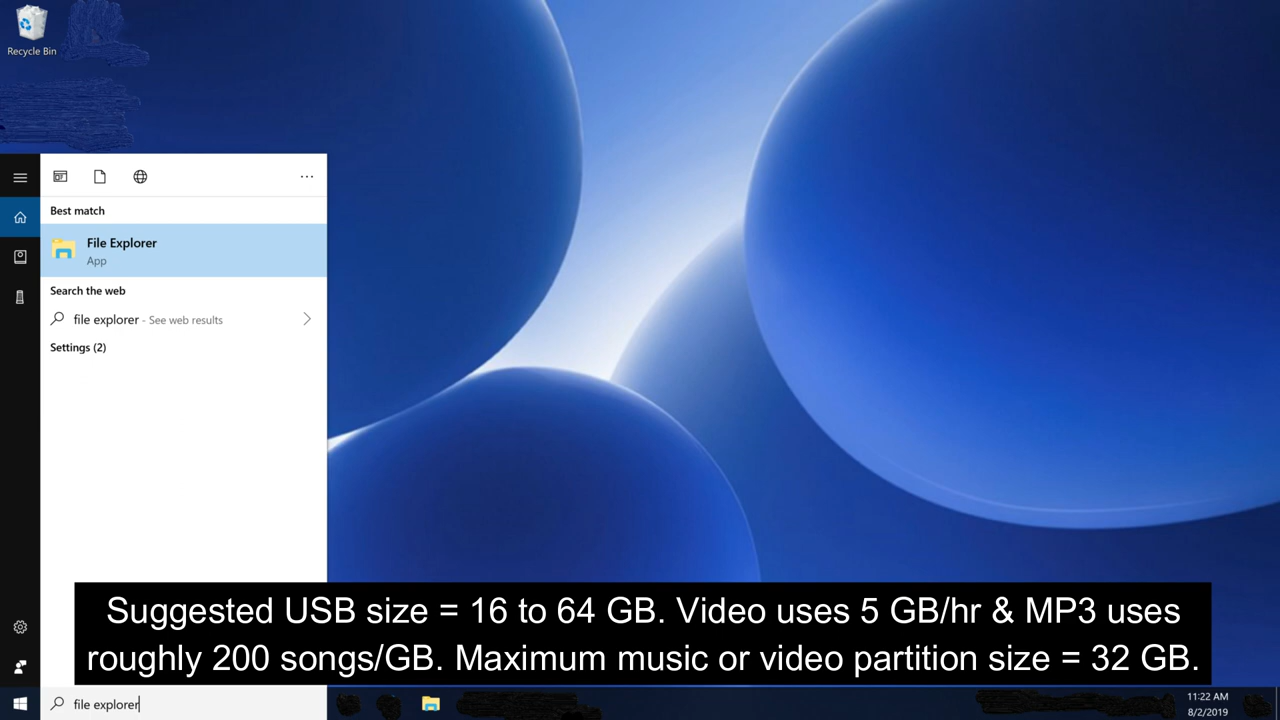 Recycle Bin
Best match
File Explorer
App
Search the web
file explorer - See web results
Settings (2)
Suggested USB size = 16 to 64 GB. Video uses 5 GB/hr & MP3 uses
roughly 200 songs/GB. Maximum music or video partition size = 32 GB.
file explorer
11:22 AM
8/2/2019